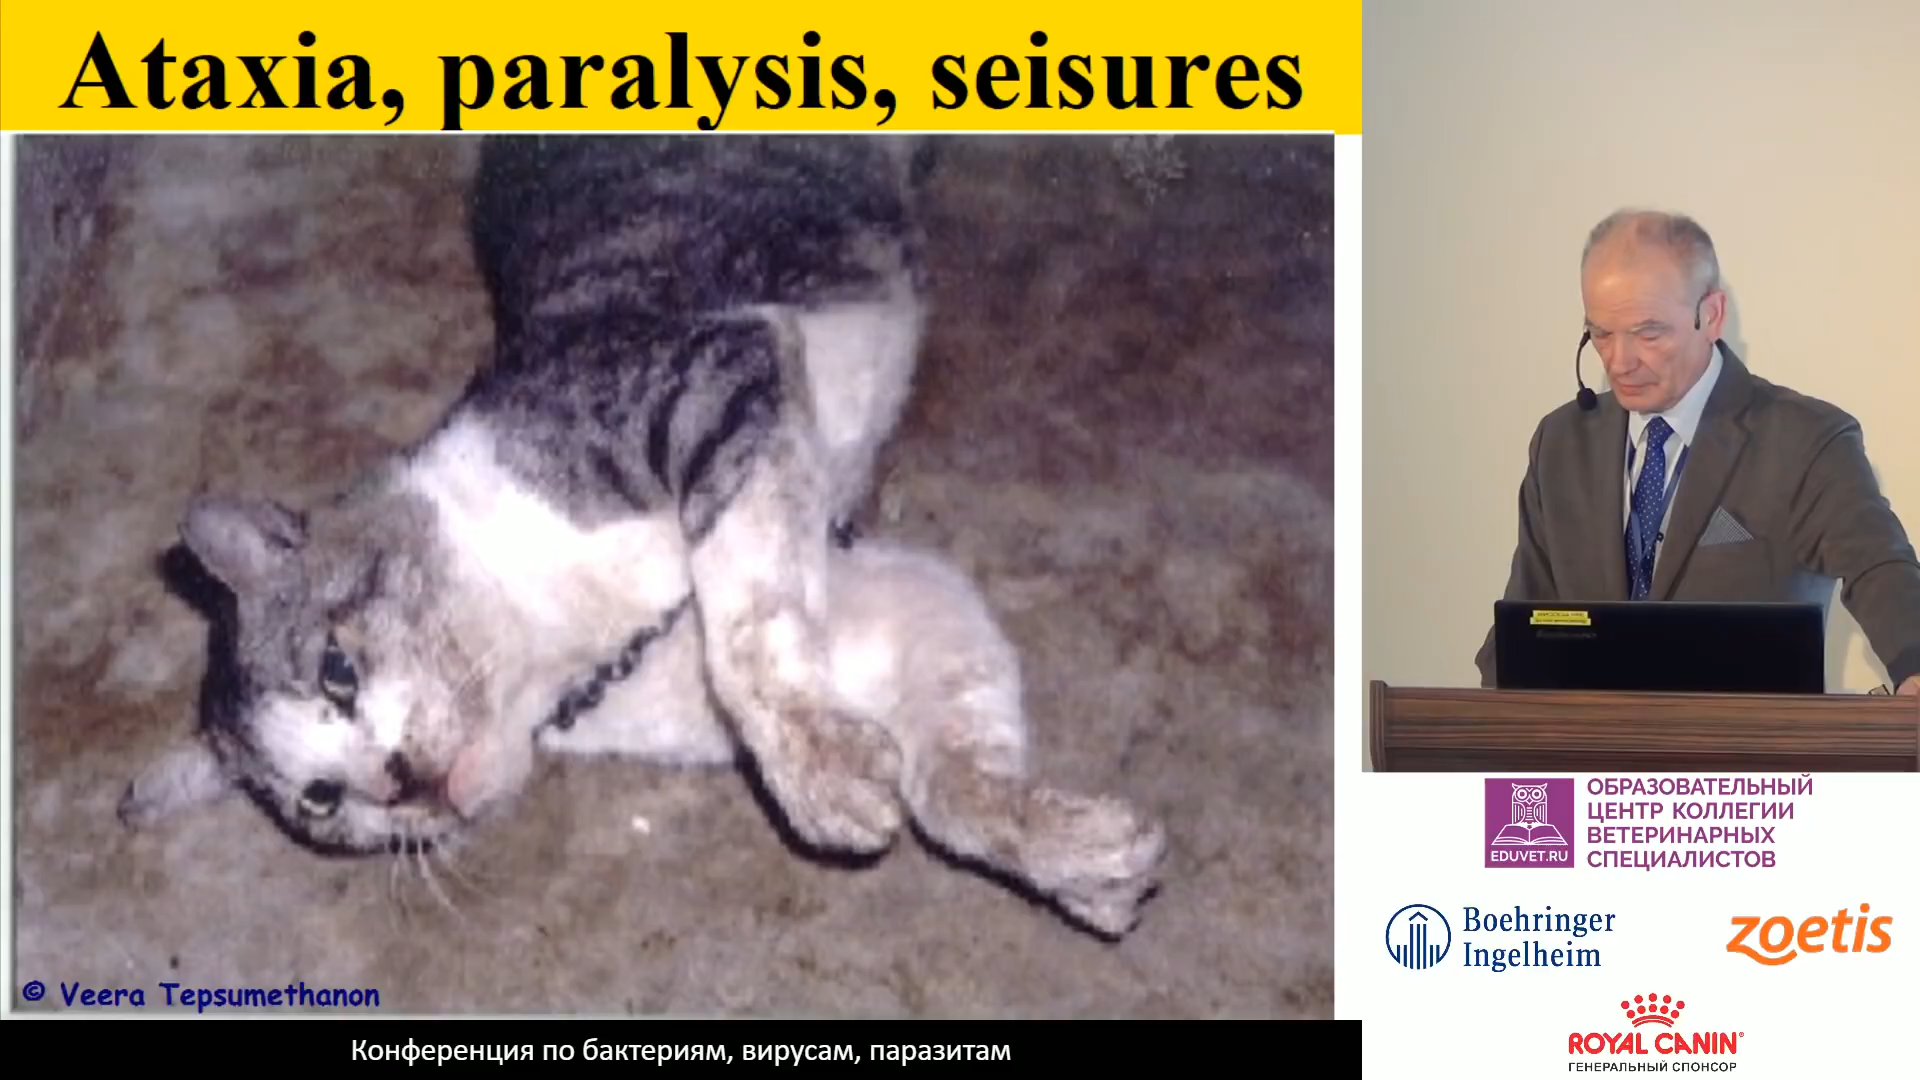 Ataxia, paralysis, seisures
© Veera Tepsumethanon
Конференция по бактериям, вирусам, паразитам
EDUVET.RU
ОБРАЗОВАТЕЛЬНЫЙ
ЦЕНТР КОЛЛЕГИИ
ВЕТЕРИНАРНЫХ
СПЕЦИАЛИСТОВ
Boehringer
Ingelheim
zoetis
ROYAL CANIN
ГЕНЕРАЛЬНЫЙ СПОНСОР